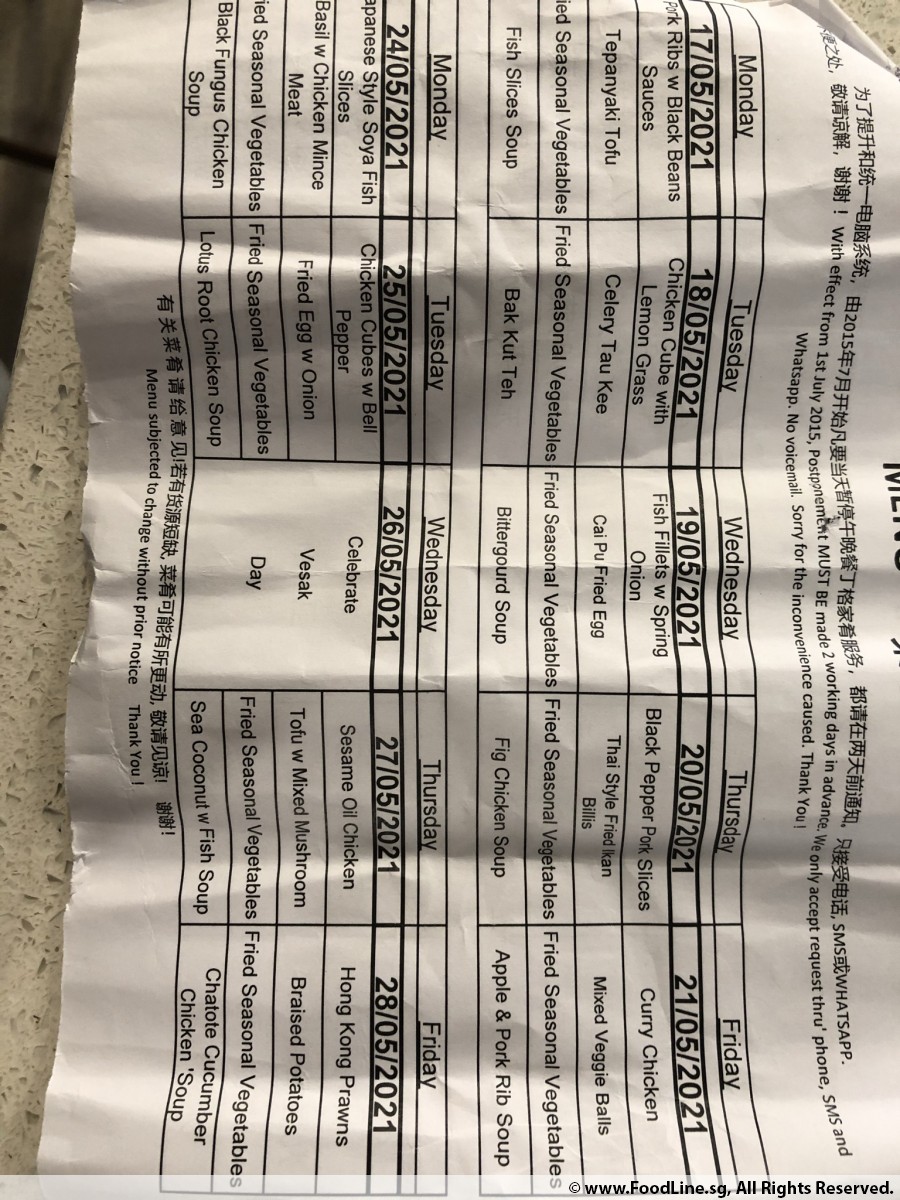 为了提升和统一电脑系统，由2015年7月开始凡要当天暂停午晚餐丁格家肴服务，都请在两天前通知。只接受电话, SMS或WHATSAPP.
之处，敬请谅解，谢谢！With effect from 1st July 2015, Postponement MUST BE made 2 working days in advance. We only accept request thru' phone, SMS and
Whatsapp. No voicemail. Sorry for the inconvenience caused. Thank You !
Monday Tuesday Wednesday Thursday Friday
17/05/2021 18/05/2021 19/05/2021 20/05/2021 21/05/2021
Pork Ribs w Black Beans Sauces
Chicken Cube with Lemon Grass
Fish Fillets w Spring Onion
Black Pepper Pork Slices
Curry Chicken
Tepanyaki Tofu
Celery Tau Kee
Cai Pu Fried Egg
Thai Style Fried Ikan Billis
Mixed Veggie Balls
ied Seasonal Vegetables Fried Seasonal Vegetables Fried Seasonal Vegetables Fried Seasonal Vegetables Fried Seasonal Vegetables
Fish Slices Soup Bak Kut Teh Bittergourd Soup Fig Chicken Soup Apple & Pork Rib Soup
Monday Tuesday Wednesday Thursday Friday
24/05/2021 25/05/2021 26/05/2021 27/05/2021 28/05/2021
apanese Style Soya Fish Slices
Chicken Cubes w Bell Pepper
Celebrate
Sesame Oil Chicken
Hong Kong Prawns
Basil w Chicken Mince Meat
Fried Egg w Onion
Vesak
Tofu w Mixed Mushroom
Braised Potatoes
ied Seasonal Vegetables Fried Seasonal Vegetables Day Fried Seasonal Vegetables Fried Seasonal Vegetables
Black Fungus Chicken Soup
Lotus Root Chicken Soup
Sea Coconut w Fish Soup
Chatote Cucumber Chicken 'Soup
有关菜肴请给意见!若有货源短缺 菜肴可能有所更动, 敬请见谅! 谢谢!
Menu subjected to change without prior notice Thank You !
© www.FoodLine.sg, All Rights Reserved.